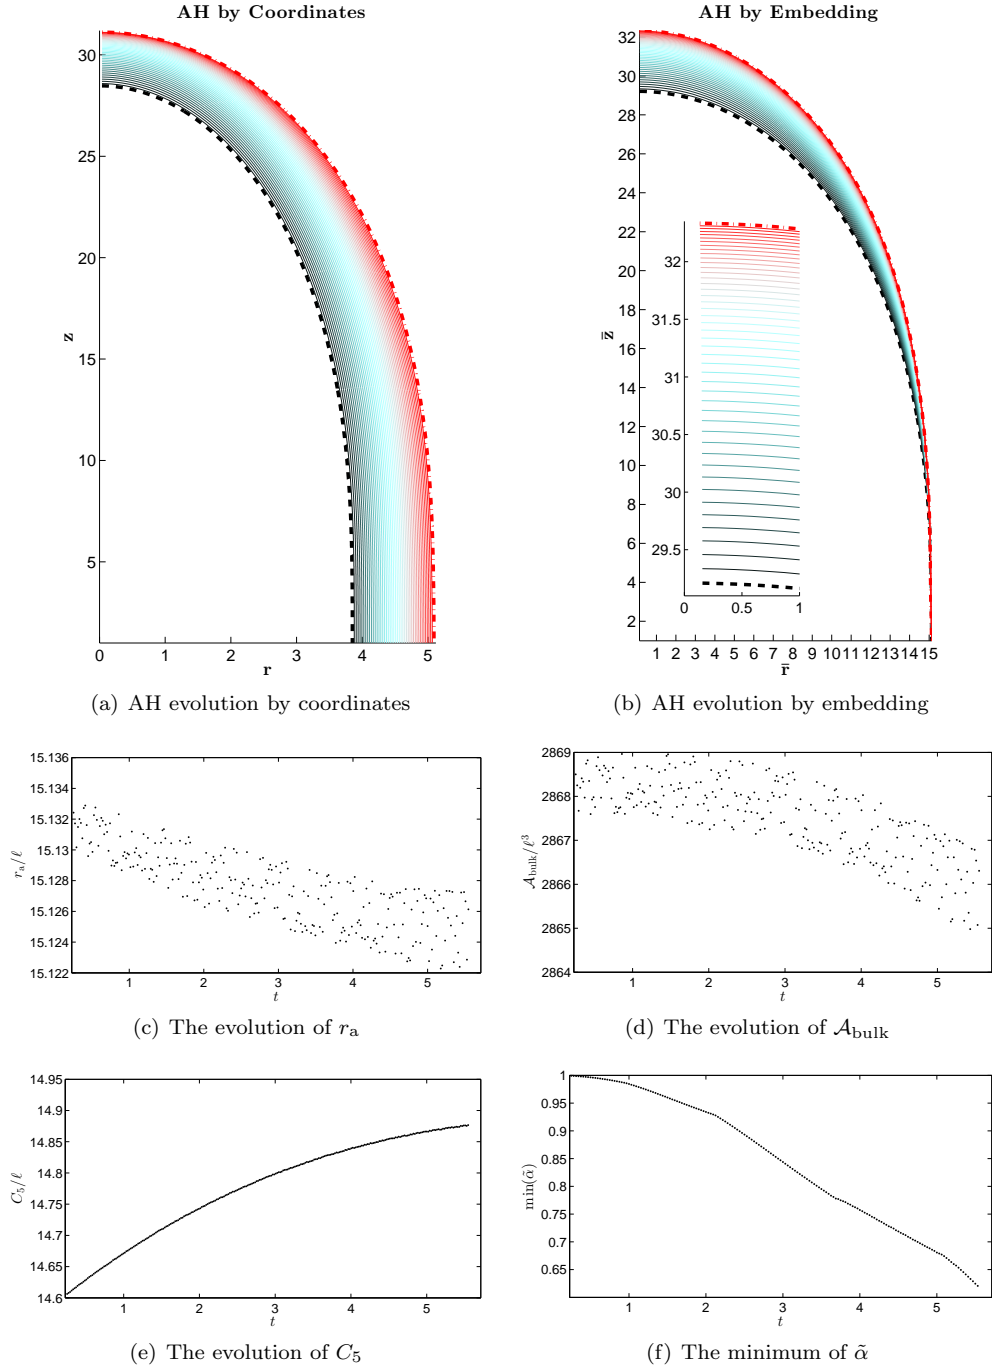 AH by Coordinates
30
25
20
15
10
5
z
0 1 2 3 4 5
r
(a) AH evolution by coordinates
AH by Embedding
32
30
28
26
24
22
20
18
16
14
12
10
8
6
4
2
z̄
32
31.5
31
30.5
30
29.5
0 0.5 1
1 2 3 4 5 6 7 8 9 10 11 12 13 14 15
r̄
(b) AH evolution by embedding
15.136
15.134
15.132
15.13
15.128
15.126
15.124
15.122
r_a/ℓ
1 2 3 4 5
t
(c) The evolution of r_a
2869
2868
2867
2866
2865
2864
𝒜_bulk/ℓ³
1 2 3 4 5
t
(d) The evolution of 𝒜_bulk
14.95
14.9
14.85
14.8
14.75
14.7
14.65
14.6
C₅/ℓ
1 2 3 4 5
t
(e) The evolution of C₅
1
0.95
0.9
0.85
0.8
0.75
0.7
0.65
min(α̃)
1 2 3 4 5
t
(f) The minimum of α̃